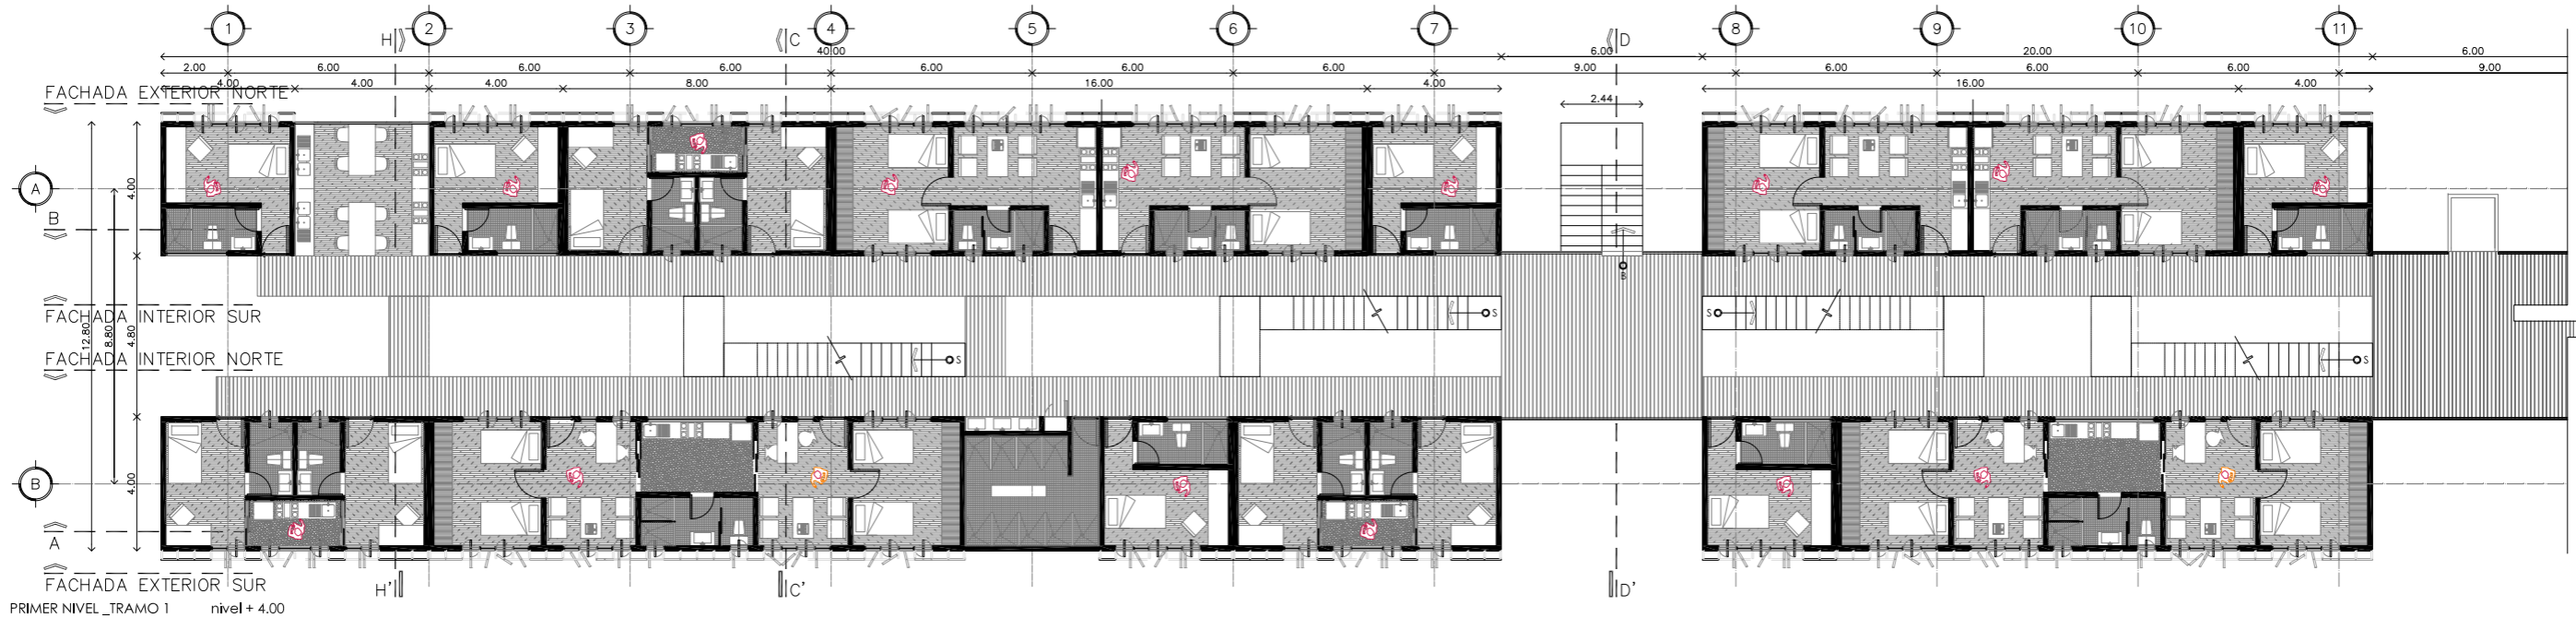 1 2 3 4 5 6 7 8 9 10 11
H C D
40.00 6.00 20.00 6.00
2.00 6.00 6.00 6.00 6.00 6.00 6.00 9.00 6.00 6.00 6.00 9.00
4.00 4.00 4.00 8.00 16.00 4.00 16.00 4.00
FACHADA EXTERIOR NORTE
2.44
A
4.00
B
B
FACHADA INTERIOR SUR
S S
12.80 8.80 4.80
FACHADA INTERIOR NORTE
S S
B
4.00
A
FACHADA EXTERIOR SUR
H' C' D'
PRIMER NIVEL_TRAMO 1 nivel + 4.00